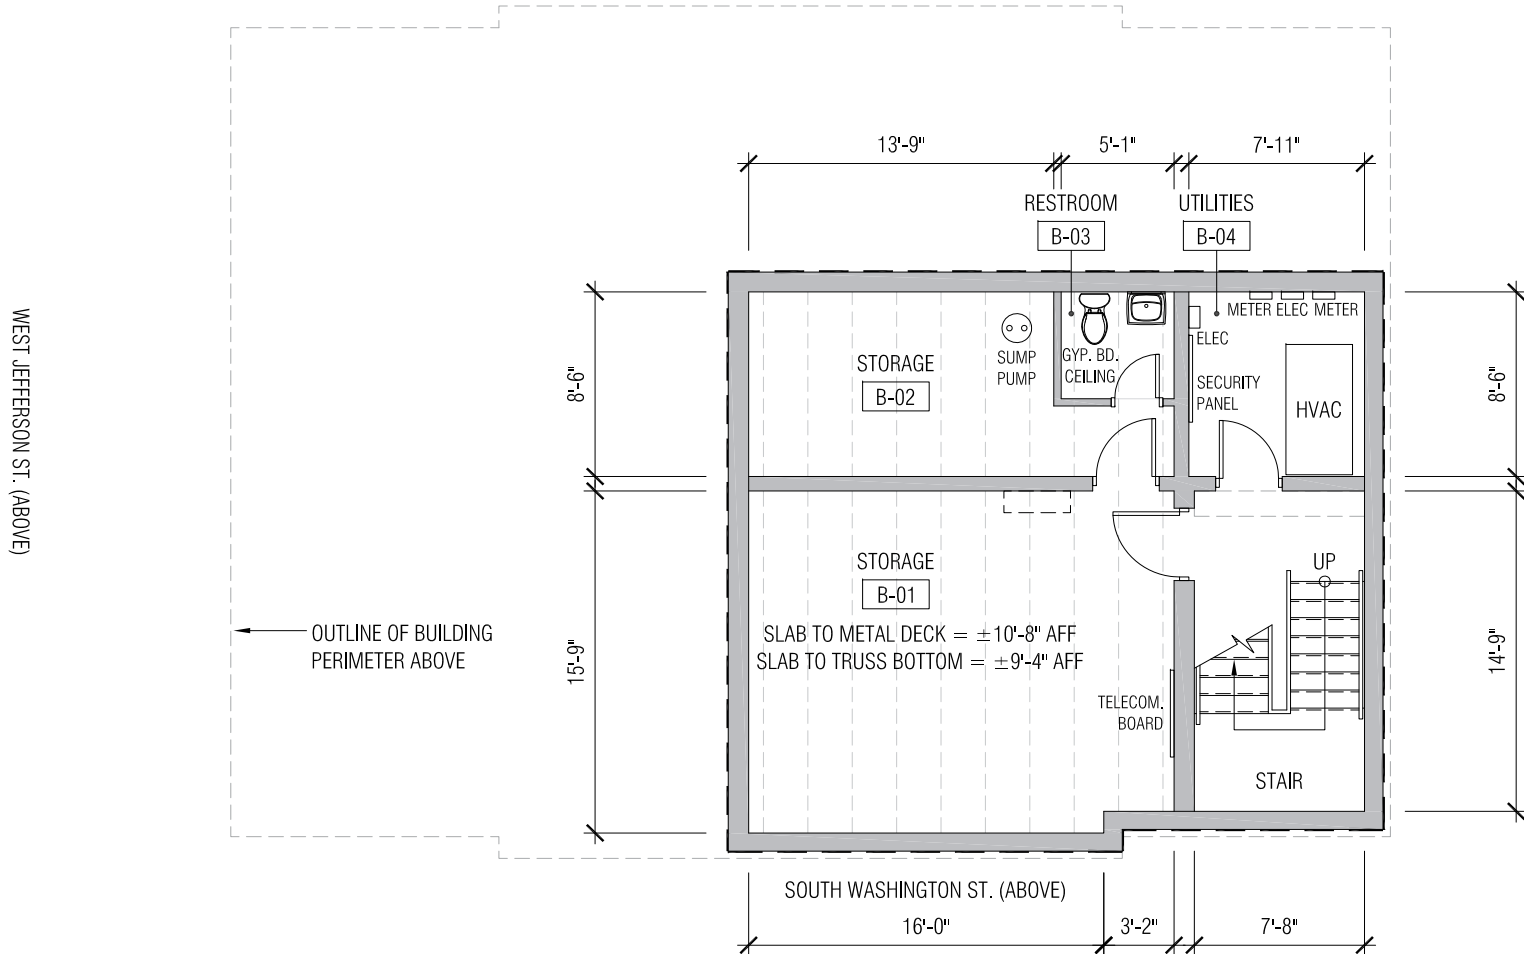 13'-9"
5'-1"
7'-11"
RESTROOM
B-03
UTILITIES
B-04
METER ELEC METER
ELEC
SUMP
PUMP
GYP. BD.
CEILING
SECURITY
PANEL
HVAC
STORAGE
B-02
8'-6"
8'-6"
WEST JEFFERSON ST. (ABOVE)
STORAGE
B-01
SLAB TO METAL DECK = ±10'-8" AFF
SLAB TO TRUSS BOTTOM = ±9'-4" AFF
UP
OUTLINE OF BUILDING
PERIMETER ABOVE
15'-9"
14'-9"
TELECOM.
BOARD
STAIR
SOUTH WASHINGTON ST. (ABOVE)
16'-0"
3'-2"
7'-8"